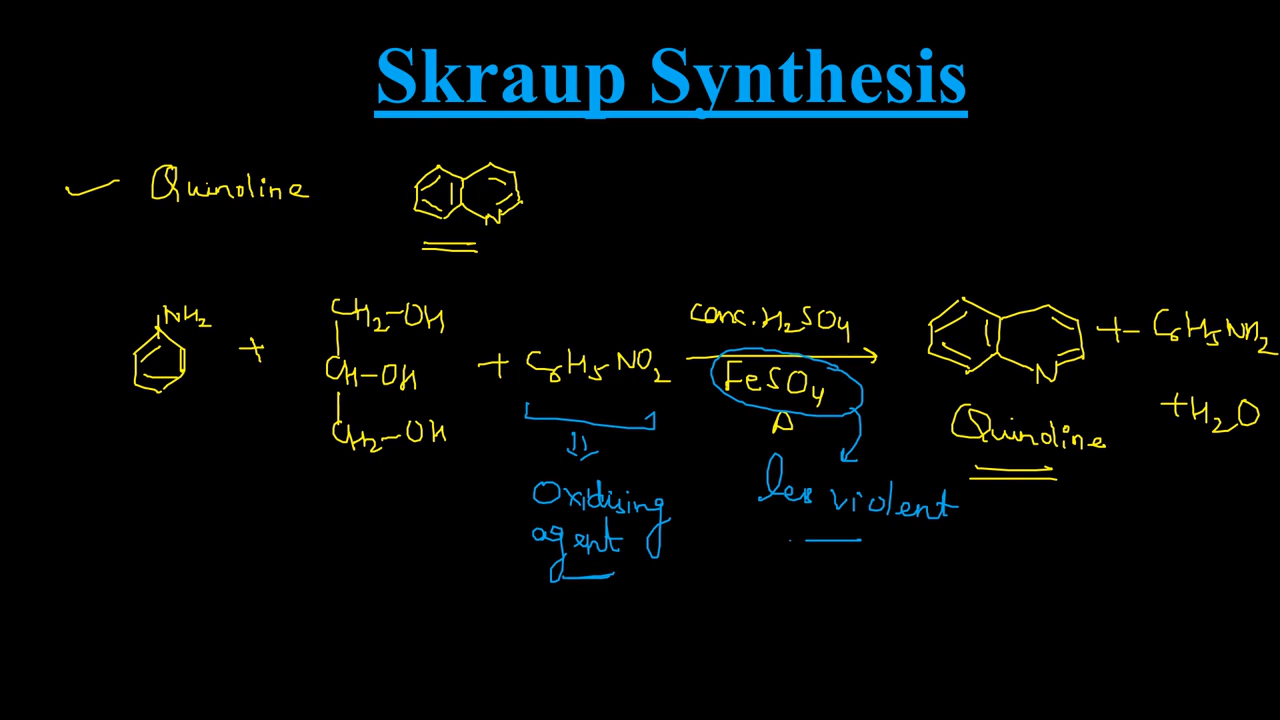 Skraup Synthesis
Quinoline
N
NH2
CH2-OH
CH-OH
CH2-OH
+
+ C6H5-NO2
conc. H2SO4
FeSO4
Δ
N
+ C6H5NH2
+ H2O
Quinoline
Oxidising
agent
less violent